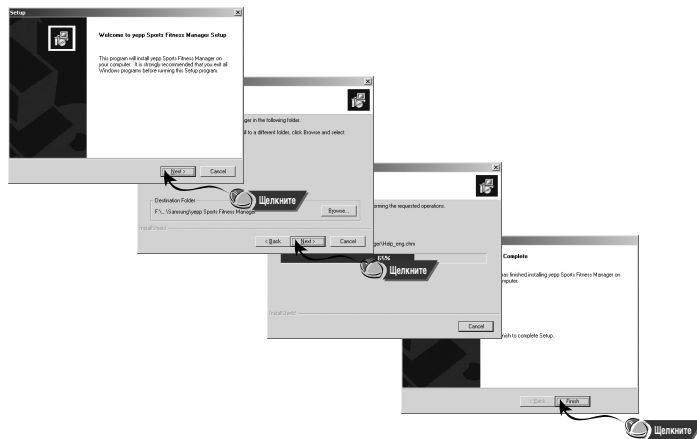 Setup
Welcome to yepp Sports Fitness Manager Setup
This program will install yepp Sports Fitness Manager on
your computer. It is strongly recommended that you exit all
Windows programs before running this Setup program.
Next >
Cancel
Щелкните
ger in the following folder.
ll to a different folder, click Browse and select
Destination Folder
F:\...\Samsung\yepp Sports Fitness Manager
Browse...
InstallShield
< Back
Next >
Cancel
Щелкните
orming the requested operations.
ger\Help_eng.chm
65%
InstallShield
Cancel
Complete
as finished installing yepp Sports Fitness Manager on
mputer.
nish to complete Setup.
< Back
Finish
Щелкните